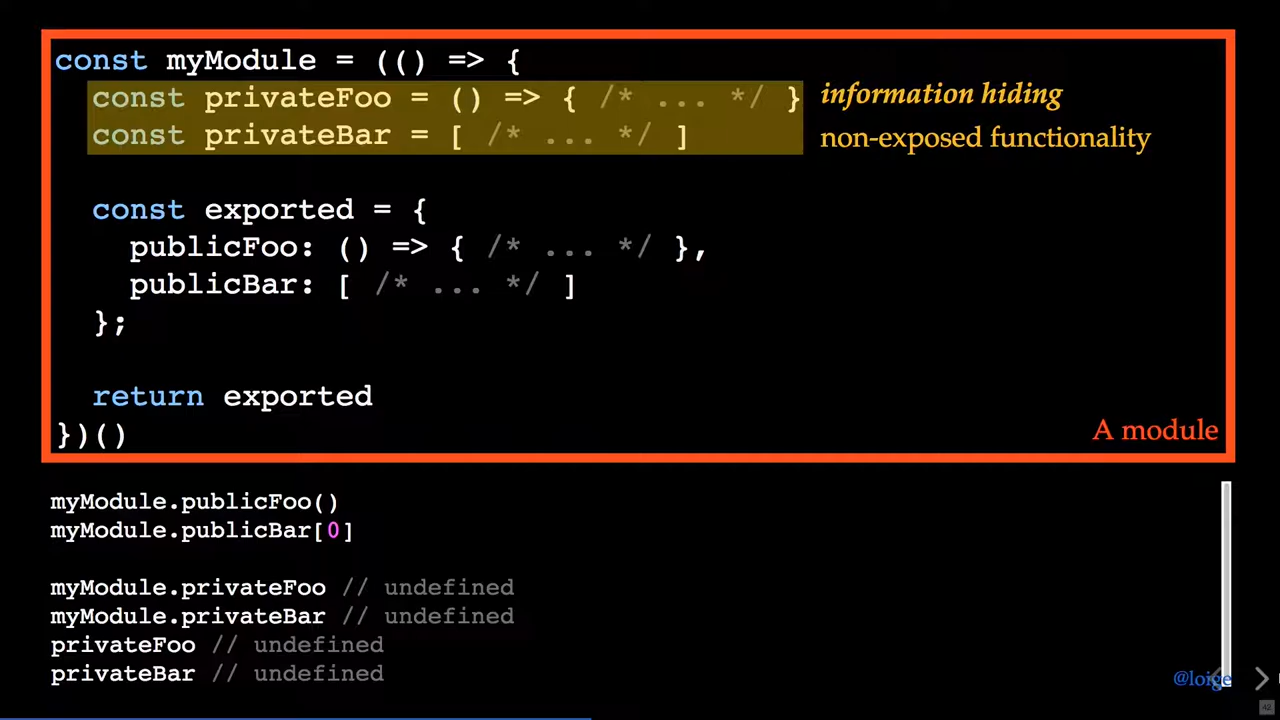 const myModule = (() => {
const privateFoo = () => { /* ... */ }
const privateBar = [ /* ... */ ]
information hiding
non-exposed functionality
const exported = {
publicFoo: () => { /* ... */ },
publicBar: [ /* ... */ ]
};
return exported
})()
A module
myModule.publicFoo()
myModule.publicBar[0]
myModule.privateFoo // undefined
myModule.privateBar // undefined
privateFoo // undefined
privateBar // undefined
@loige
42